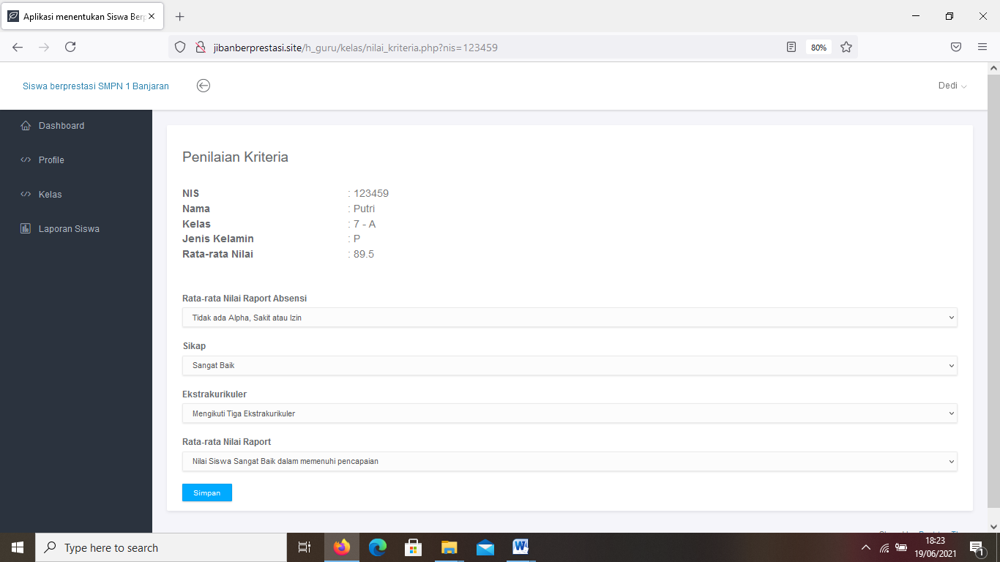 Aplikasi menentukan Siswa Berp
jibanberprestasi.site/h_guru/kelas/nilai_kriteria.php?nis=123459
80%
Siswa berprestasi SMPN 1 Banjaran
Dedi
Dashboard
Profile
Kelas
Laporan Siswa
Penilaian Kriteria
NIS : 123459
Nama : Putri
Kelas : 7 - A
Jenis Kelamin : P
Rata-rata Nilai : 89.5
Rata-rata Nilai Raport Absensi
Tidak ada Alpha, Sakit atau Izin
Sikap
Sangat Baik
Ekstrakurikuler
Mengikuti Tiga Ekstrakurikuler
Rata-rata Nilai Raport
Nilai Siswa Sangat Baik dalam memenuhi pencapaian
Simpan
Type here to search
18:23
19/06/2021
1